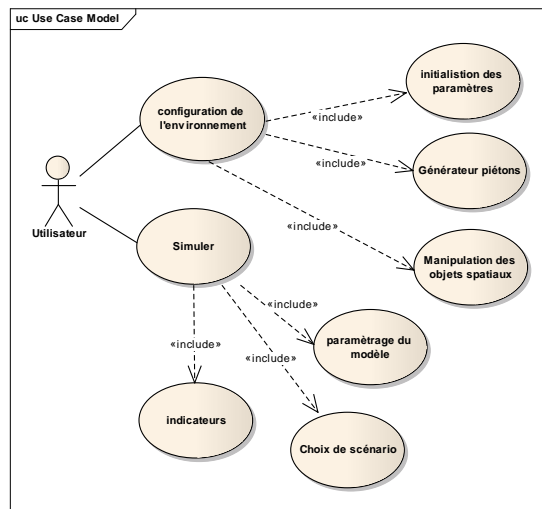 uc Use Case Model
initialistion des
paramètres
configuration de
l'environnement
«include»
«include»
Générateur piétons
Utilisateur
«include»
Simuler
Manipulation des
objets spatiaux
«include»
paramètrage du
modèle
«include»
«include»
indicateurs
Choix de scénario